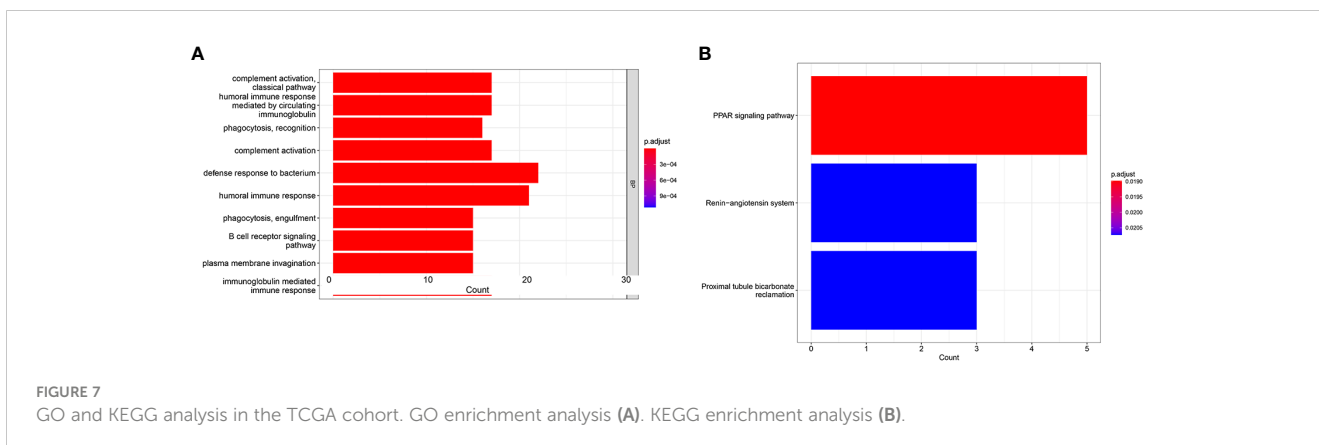 A
complement activation,
classical pathway
humoral immune response
mediated by circulating
immunoglobulin
phagocytosis, recognition
complement activation
defense response to bacterium
humoral immune response
phagocytosis, engulfment
B cell receptor signaling
pathway
plasma membrane invagination
immunoglobulin mediated
immune response
0 10 20 30
Count
BP
p.adjust
3e−04
6e−04
9e−04
B
PPAR signaling pathway
Renin−angiotensin system
Proximal tubule bicarbonate
reclamation
0 1 2 3 4 5
Count
p.adjust
0.0190
0.0195
0.0200
0.0205
FIGURE 7
GO and KEGG analysis in the TCGA cohort. GO enrichment analysis (A). KEGG enrichment analysis (B).